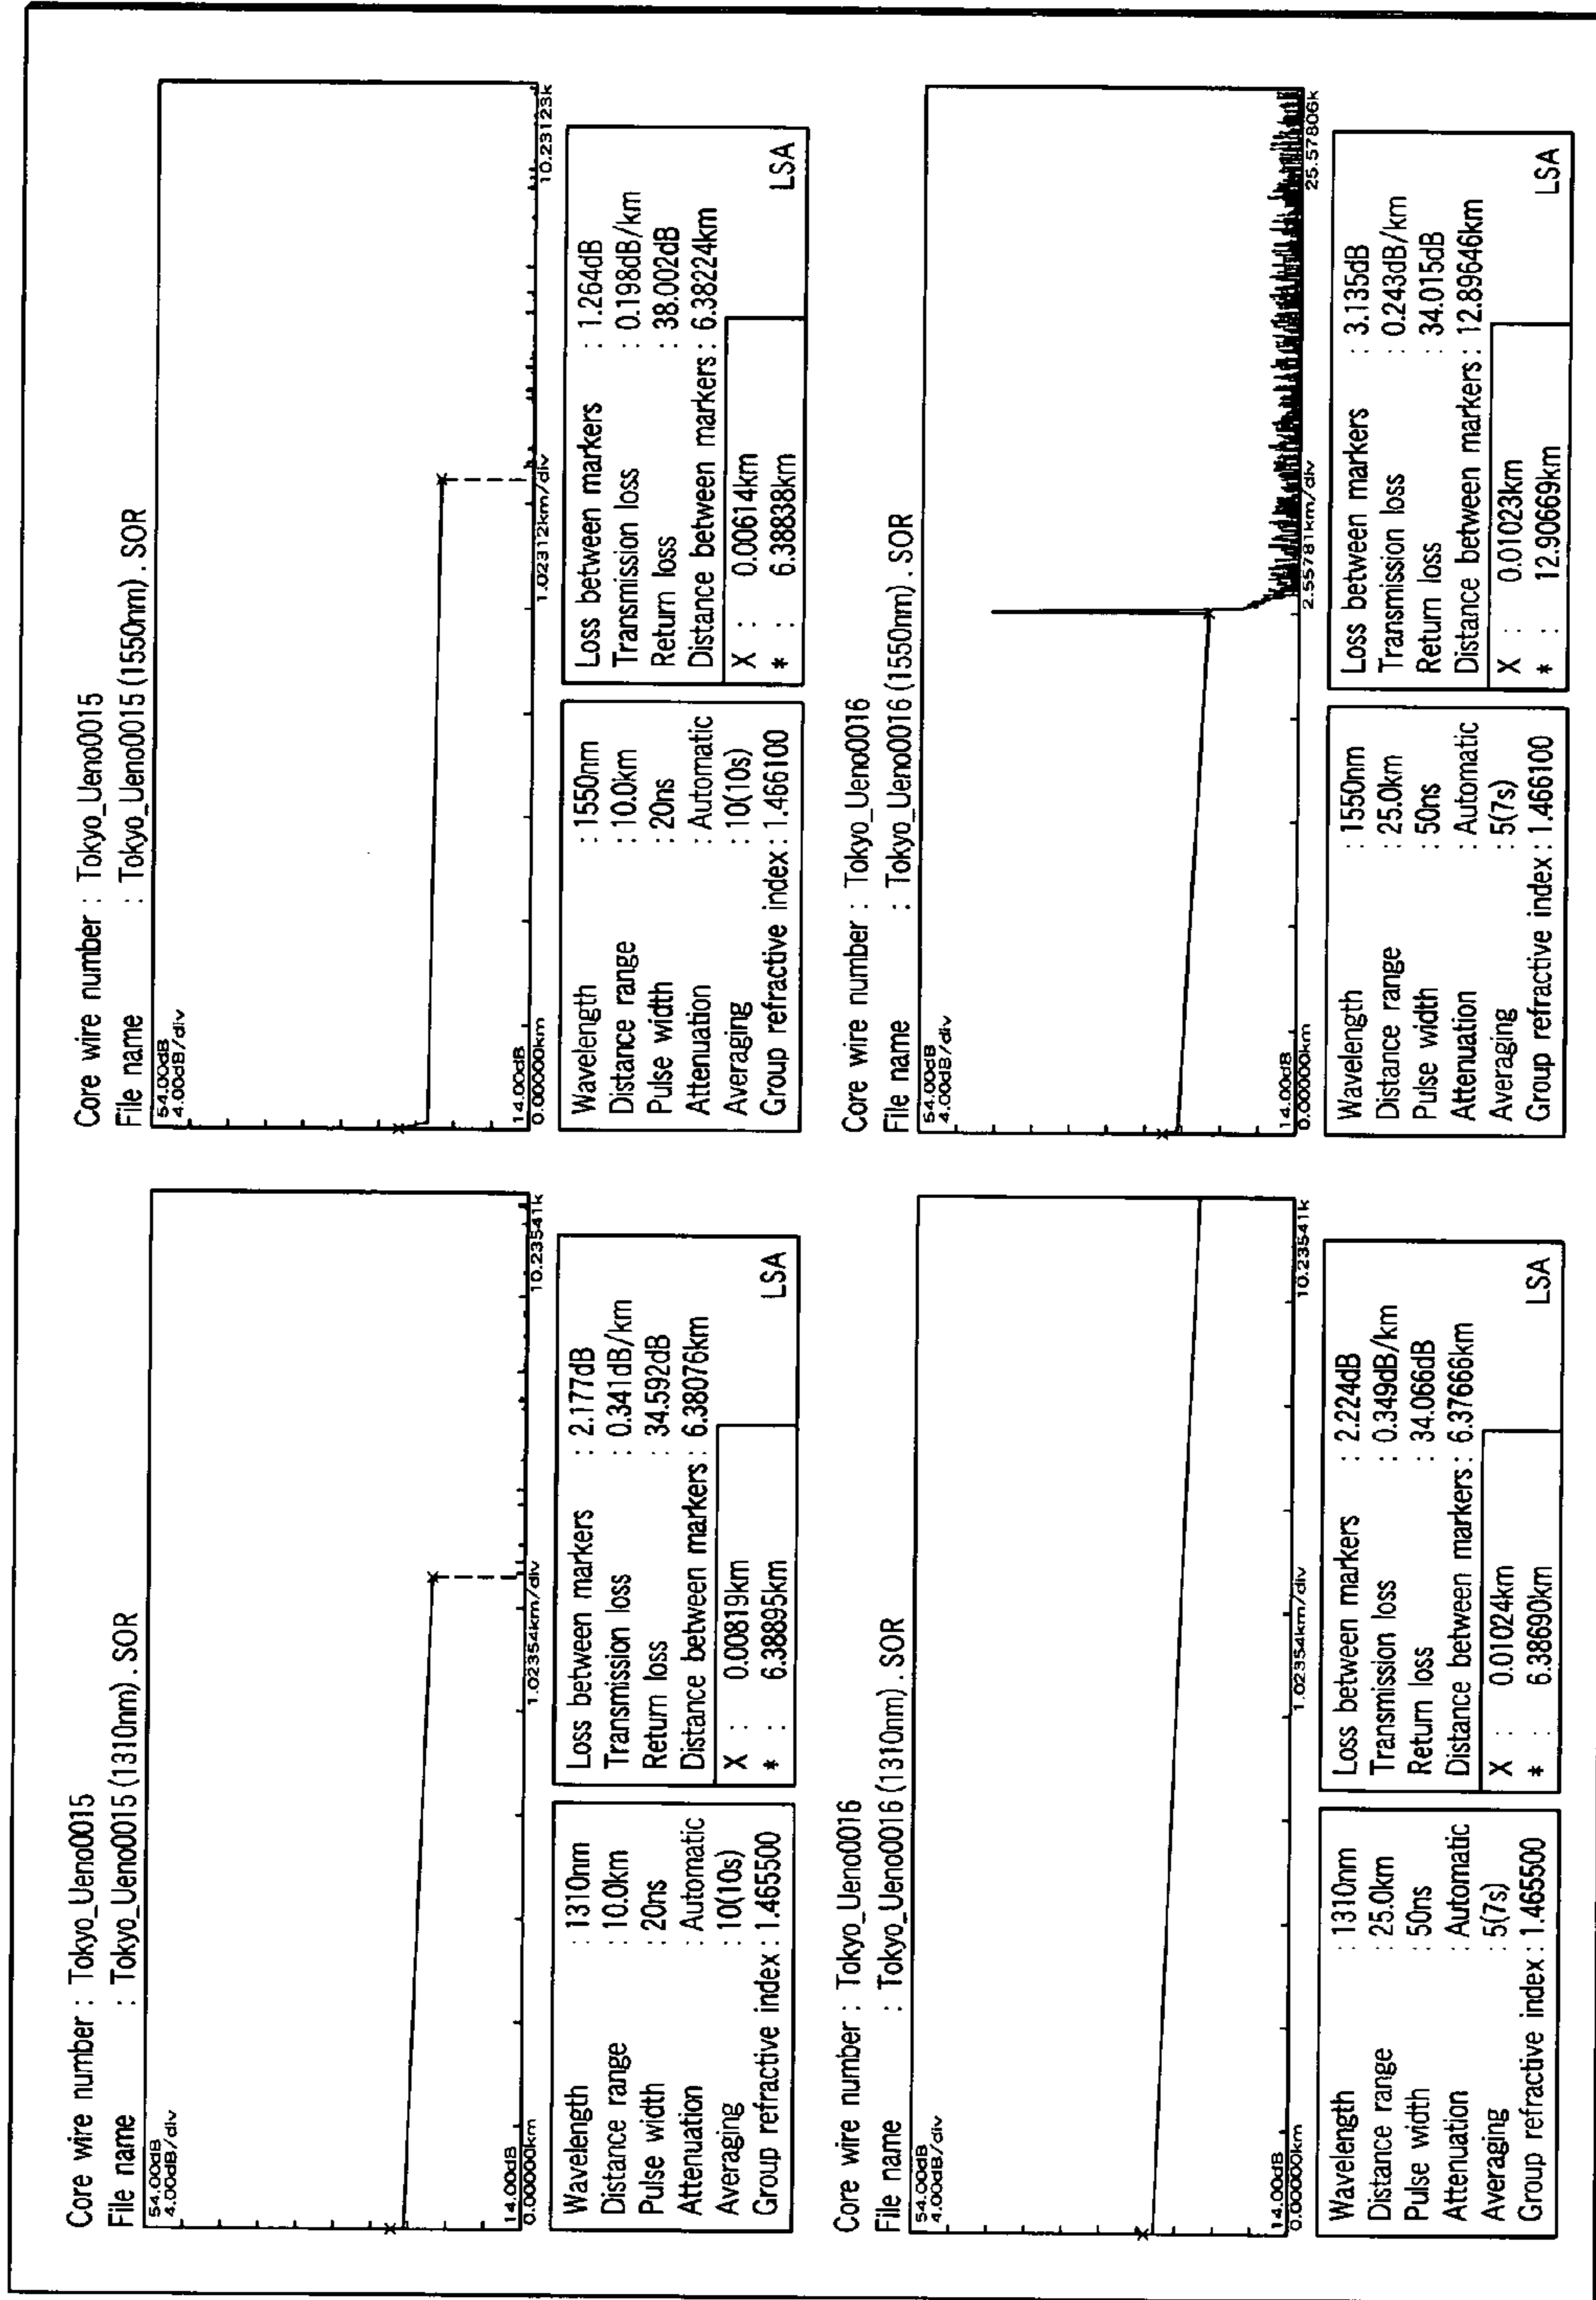 Core wire number : Tokyo_Ueno0015
File name : Tokyo_Ueno0015 (1310nm) . SOR
54.00dB
4.00dB/div
14.00dB
0.00000km
1.02354km/div
10.23541k
Wavelength : 1310nm
Distance range : 10.0km
Pulse width : 20ns
Attenuation : Automatic
Averaging : 10(10s)
Group refractive index : 1.465500
Loss between markers : 2.177dB
Transmission loss : 0.341dB/km
Return loss : 34.592dB
Distance between markers : 6.38076km
X : 0.00819km
* : 6.38895km
LSA
Core wire number : Tokyo_Ueno0015
File name : Tokyo_Ueno0015 (1550nm) . SOR
54.00dB
4.00dB/div
14.00dB
0.00000km
1.02312km/div
10.23123k
Wavelength : 1550nm
Distance range : 10.0km
Pulse width : 20ns
Attenuation : Automatic
Averaging : 10(10s)
Group refractive index : 1.466100
Loss between markers : 1.264dB
Transmission loss : 0.198dB/km
Return loss : 38.002dB
Distance between markers : 6.38224km
X : 0.00614km
* : 6.38838km
LSA
Core wire number : Tokyo_Ueno0016
File name : Tokyo_Ueno0016 (1310nm) . SOR
54.00dB
4.00dB/div
14.00dB
0.00000km
1.02354km/div
10.23541k
Wavelength : 1310nm
Distance range : 25.0km
Pulse width : 50ns
Attenuation : Automatic
Averaging : 5(7s)
Group refractive index : 1.465500
Loss between markers : 2.224dB
Transmission loss : 0.349dB/km
Return loss : 34.066dB
Distance between markers : 6.37666km
X : 0.01024km
* : 6.38690km
LSA
Core wire number : Tokyo_Ueno0016
File name : Tokyo_Ueno0016 (1550nm) . SOR
54.00dB
4.00dB/div
14.00dB
0.00000km
2.55781km/div
25.57806k
Wavelength : 1550nm
Distance range : 25.0km
Pulse width : 50ns
Attenuation : Automatic
Averaging : 5(7s)
Group refractive index : 1.466100
Loss between markers : 3.135dB
Transmission loss : 0.243dB/km
Return loss : 34.015dB
Distance between markers : 12.89646km
X : 0.01023km
* : 12.90669km
LSA